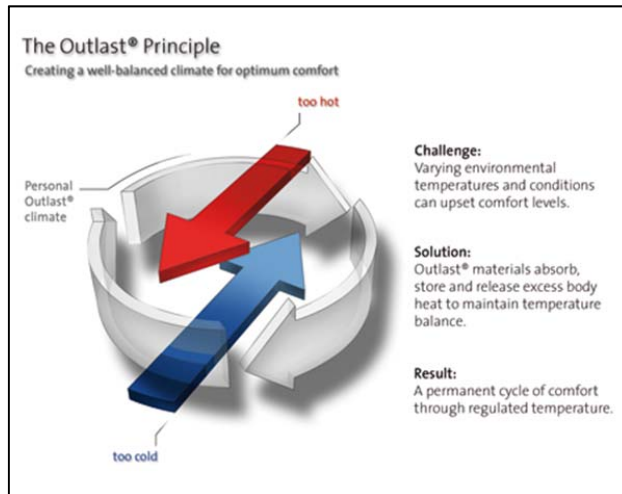 The Outlast® Principle
Creating a well-balanced climate for optimum comfort
too hot
Personal
Outlast®
climate
too cold
Challenge:
Varying environmental
temperatures and conditions
can upset comfort levels.
Solution:
Outlast® materials absorb,
store and release excess body
heat to maintain temperature
balance.
Result:
A permanent cycle of comfort
through regulated temperature.